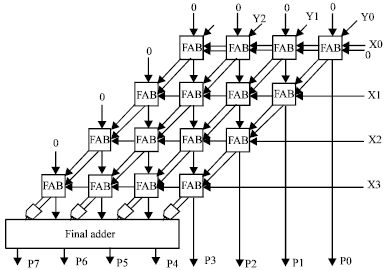 0 0 Y2 0 Y1 0 Y0
FAB FAB FAB FAB X0
0
0
FAB FAB FAB FAB X1
0
FAB FAB FAB FAB X2
0
FAB FAB FAB FAB X3
Final adder
P7 P6 P5 P4 P3 P2 P1 P0